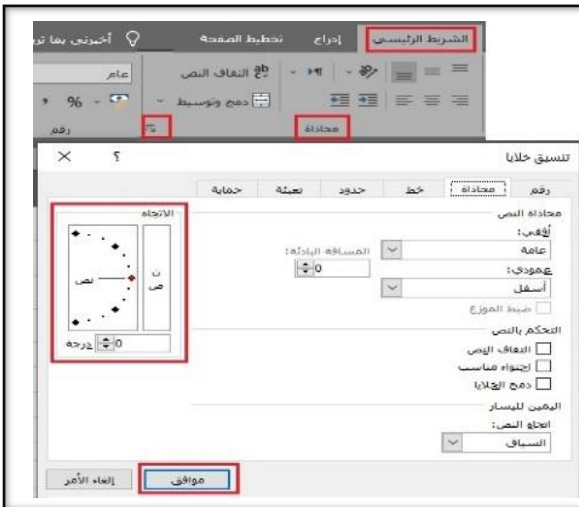 الشريط الرئيسي إدراج تخطيط الصفحة أخبرني بما تر
ab التفاف النص عام
دمج وتوسيط % ,
محاذاة رقم
تنسيق خلايا ؟ ×
رقم محاذاة خط حدود تعبئة حماية
محاذاة النص
أفقي:
عامة
المسافة البادئة:
0
عمودي:
أسفل
ضبط الموزع
التحكم بالنص
التفاف النص
احتواء مناسب
دمج الخلايا
اليمين لليسار
اتجاه النص:
السياق
الاتجاه
ن
ص
نص
0 درجة
موافق إلغاء الأمر